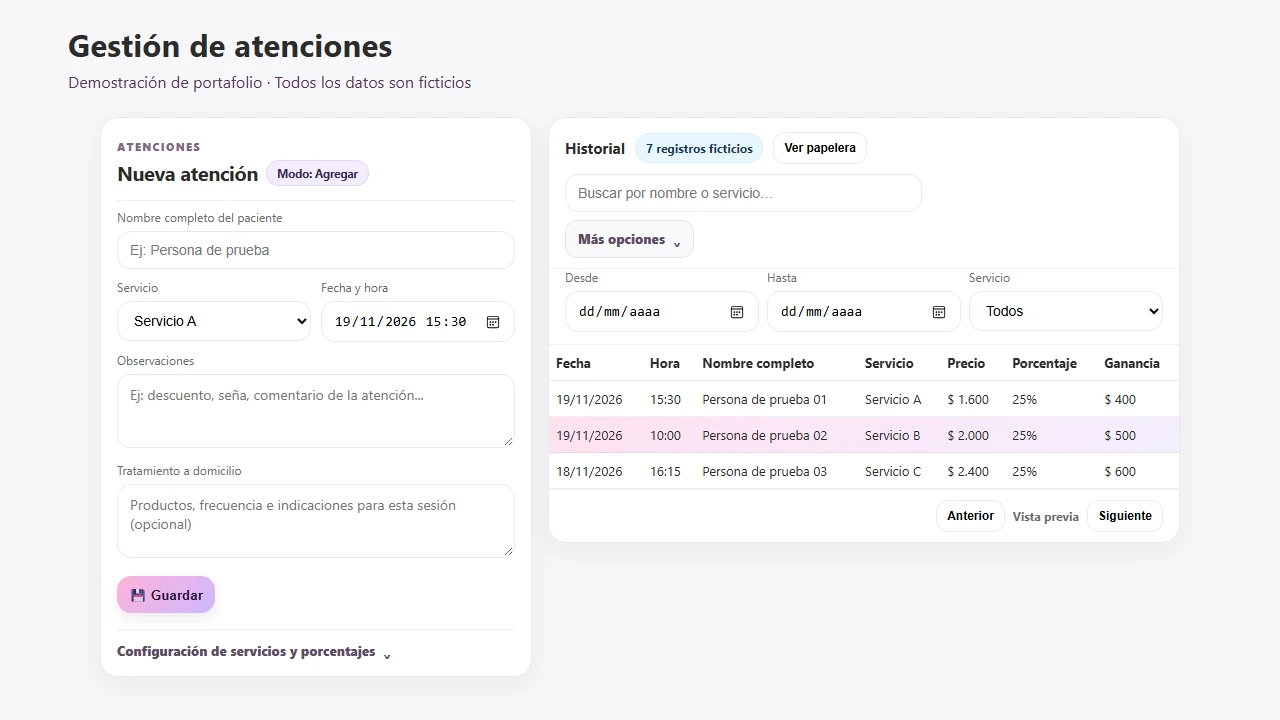 Gestión de atenciones
Demostración de portafolio · Todos los datos son ficticios
ATENCIONES
Nueva atención Modo: Agregar
Nombre completo del paciente
Ej: Persona de prueba
Servicio Fecha y hora
Servicio A 19/11/2026 15:30
Observaciones
Ej: descuento, seña, comentario de la atención...
Tratamiento a domicilio
Productos, frecuencia e indicaciones para esta sesión
(opcional)
💾 Guardar
Configuración de servicios y porcentajes
Historial 7 registros ficticios Ver papelera
Buscar por nombre o servicio...
Más opciones
Desde Hasta Servicio
dd/mm/aaaa dd/mm/aaaa Todos
Fecha Hora Nombre completo Servicio Precio Porcentaje Ganancia
19/11/2026 15:30 Persona de prueba 01 Servicio A $ 1.600 25% $ 400
19/11/2026 10:00 Persona de prueba 02 Servicio B $ 2.000 25% $ 500
18/11/2026 16:15 Persona de prueba 03 Servicio C $ 2.400 25% $ 600
Anterior Vista previa Siguiente